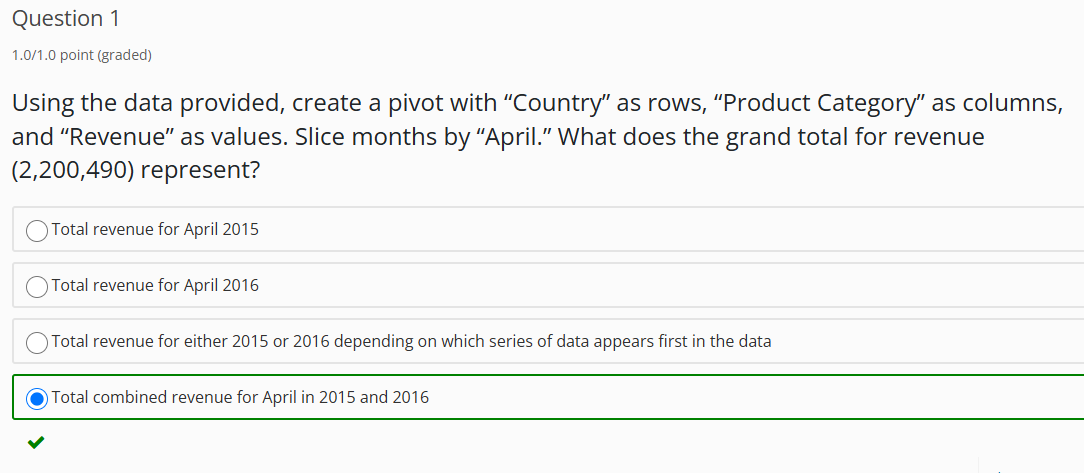 Question 1
1.0/1.0 point (graded)
Using the data provided, create a pivot with “Country” as rows, “Product Category” as columns,
and “Revenue” as values. Slice months by “April.” What does the grand total for revenue
(2,200,490) represent?
Total revenue for April 2015
Total revenue for April 2016
Total revenue for either 2015 or 2016 depending on which series of data appears first in the data
Total combined revenue for April in 2015 and 2016